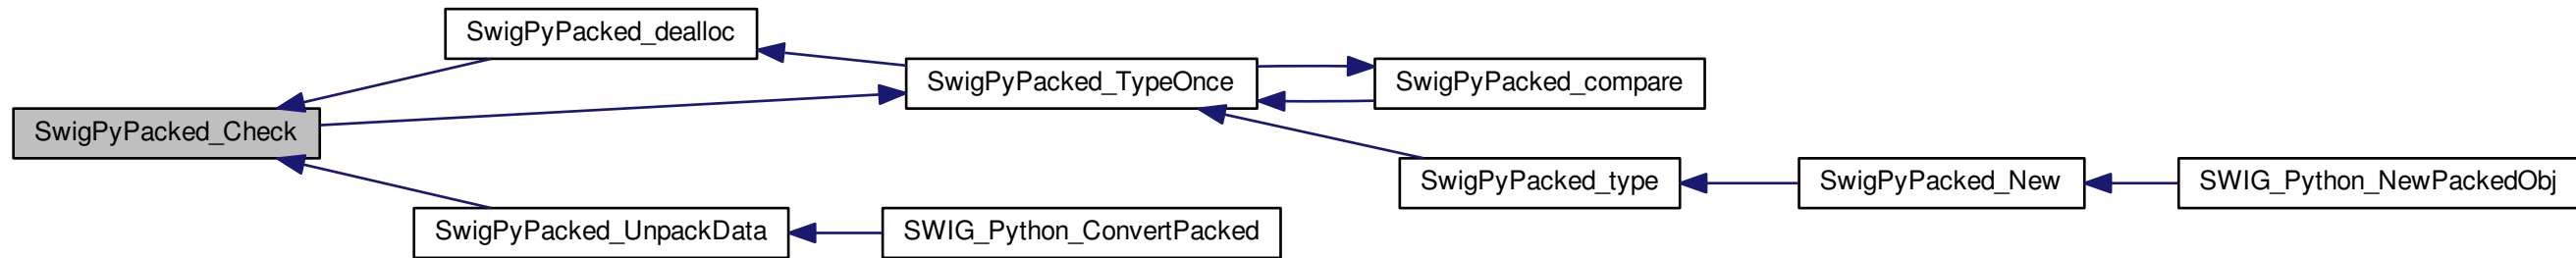 SwigPyPacked_dealloc
SwigPyPacked_TypeOnce
SwigPyPacked_compare
SwigPyPacked_Check
SwigPyPacked_type
SwigPyPacked_New
SWIG_Python_NewPackedObj
SwigPyPacked_UnpackData
SWIG_Python_ConvertPacked